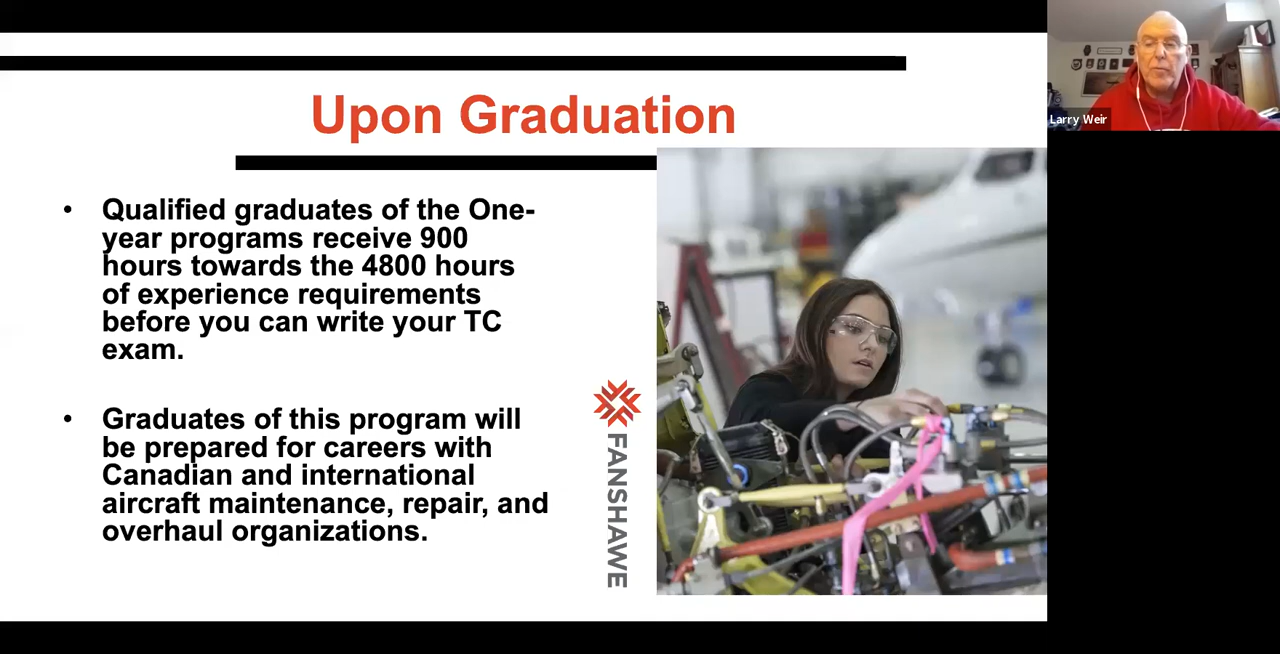 Upon Graduation
• Qualified graduates of the One-
year programs receive 900
hours towards the 4800 hours
of experience requirements
before you can write your TC
exam.
• Graduates of this program will
be prepared for careers with
Canadian and international
aircraft maintenance, repair, and
overhaul organizations.
FANSHAWE
Larry Weir